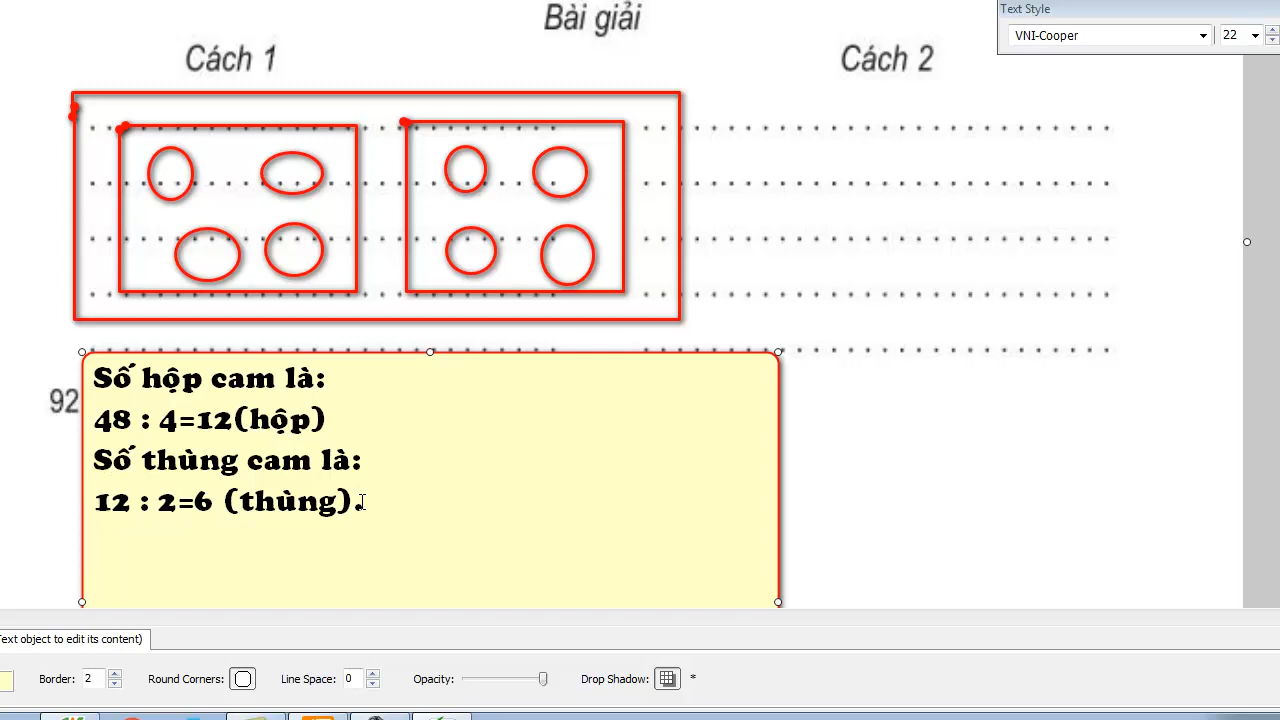 Text Style
VNI-Cooper
22
Bài giải
Cách 1
Cách 2
92
Số hộp cam là:
48 : 4=12(hộp)
Số thùng cam là:
12 : 2=6 (thùng).
Text object to edit its content)
Border: 2
Round Corners:
Line Space: 0
Opacity:
Drop Shadow:
*